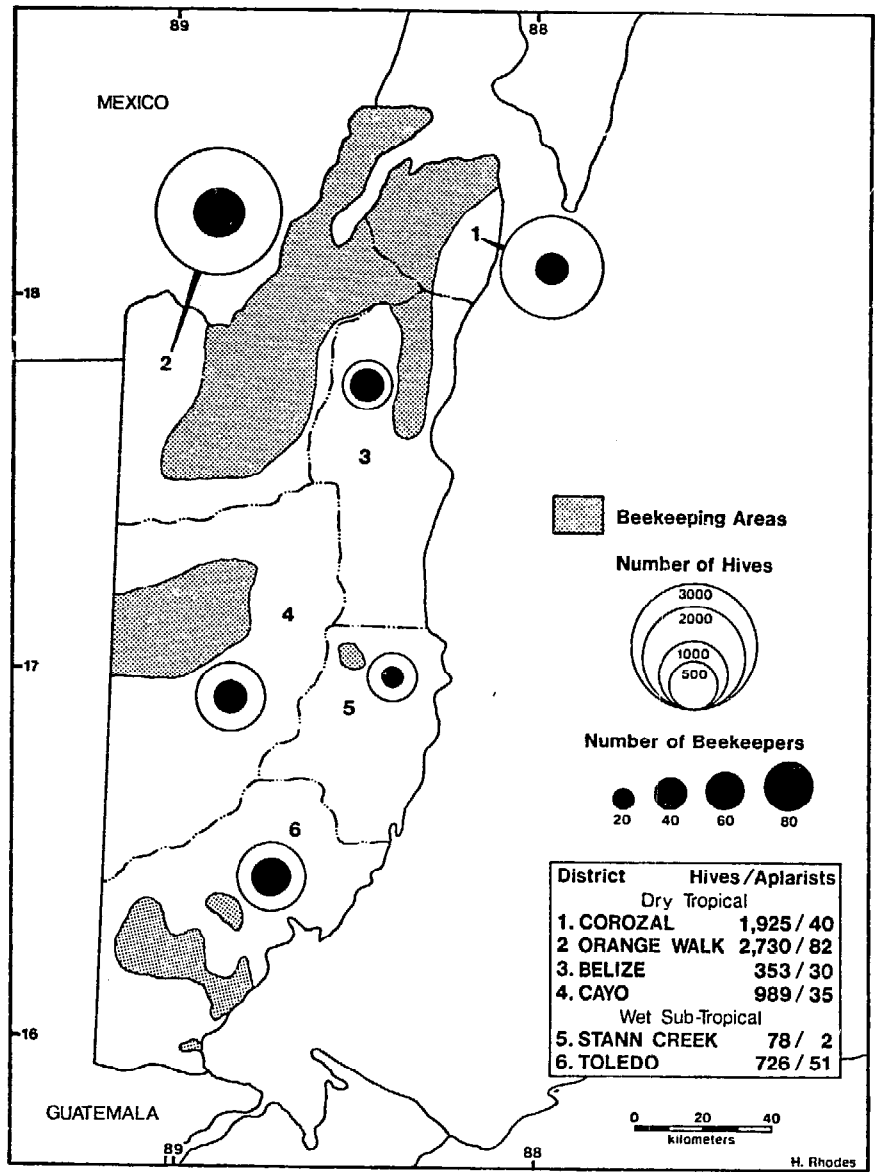 89
88
MEXICO
1
18
2
3
Beekeeping Areas
Number of Hives
3000
2000
1000
500
4
17
5
Number of Beekeepers
20 40 60 80
6
District Hives/Aplarists
Dry Tropical
1. COROZAL 1,925/40
2 ORANGE WALK 2,730/82
3. BELIZE 353/30
4. CAYO 989/35
Wet Sub-Tropical
5. STANN CREEK 78/ 2
6. TOLEDO 726/51
16
GUATEMALA
0 20 40
kilometers
89
88
H. Rhodes